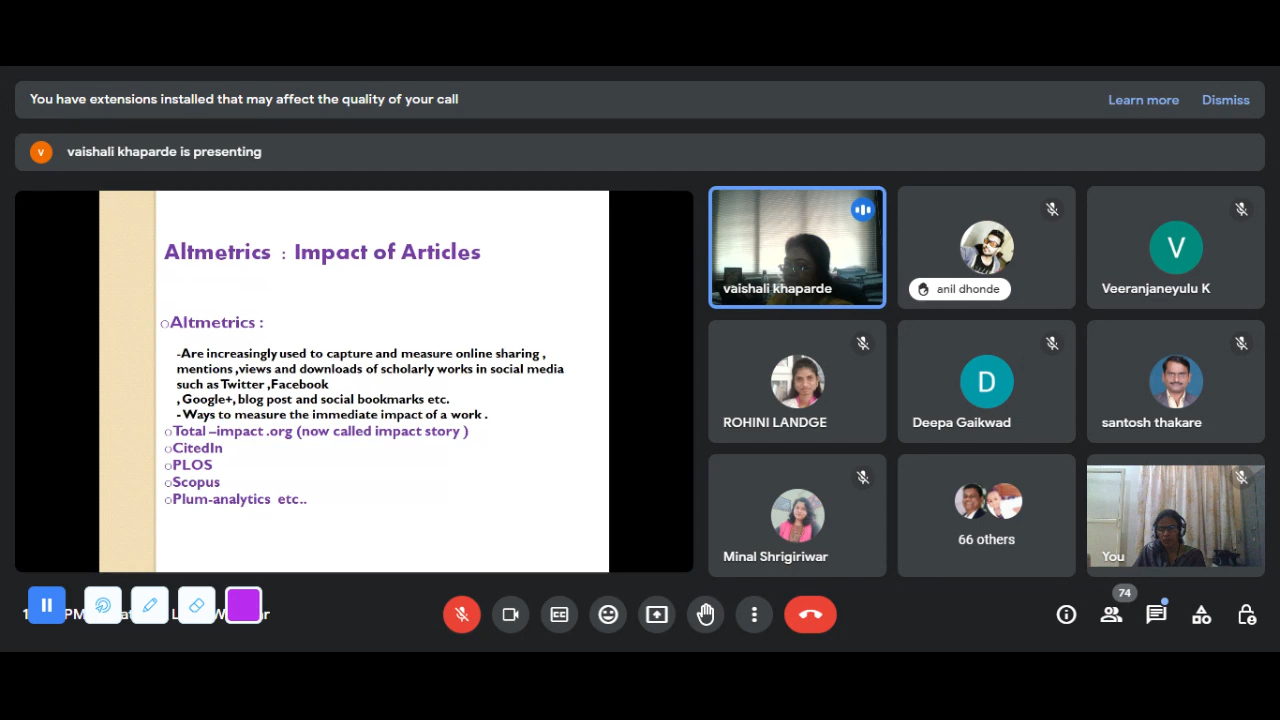 You have extensions installed that may affect the quality of your call
Learn more
Dismiss
V
vaishali khaparde is presenting
Altmetrics : Impact of Articles
Altmetrics :
-Are increasingly used to capture and measure online sharing ,
mentions ,views and downloads of scholarly works in social media
such as Twitter ,Facebook
, Google+, blog post and social bookmarks etc.
-Ways to measure the immediate impact of a work .
Total –impact .org (now called impact story )
CitedIn
PLOS
Scopus
Plum-analytics etc..
vaishali khaparde
anil dhonde
V
Veeranjaneyulu K
ROHINI LANDGE
D
Deepa Gaikwad
santosh thakare
Minal Shrigiriwar
66 others
You
74